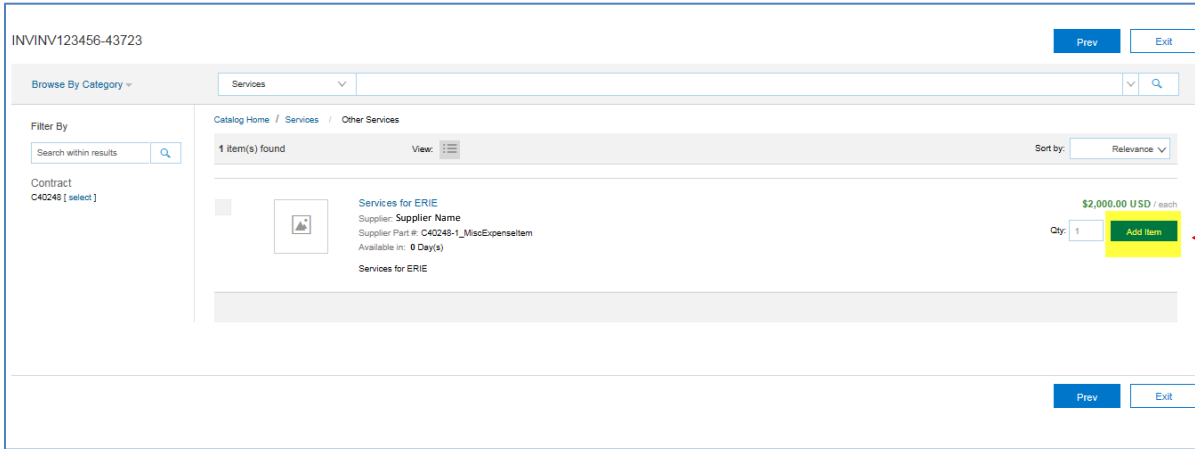 INVINV123456-43723
Prev Exit
Browse By Category
Services
Filter By
Search within results
Contract
C40248 [ select ]
Catalog Home / Services / Other Services
1 item(s) found View: Sort by: Relevance
Services for ERIE
Supplier: Supplier Name
Supplier Part #: C40248-1_MiscExpenseItem
Available in: 0 Day(s)
Services for ERIE
$2,000.00 USD / each
Qty: 1 Add Item
Prev Exit